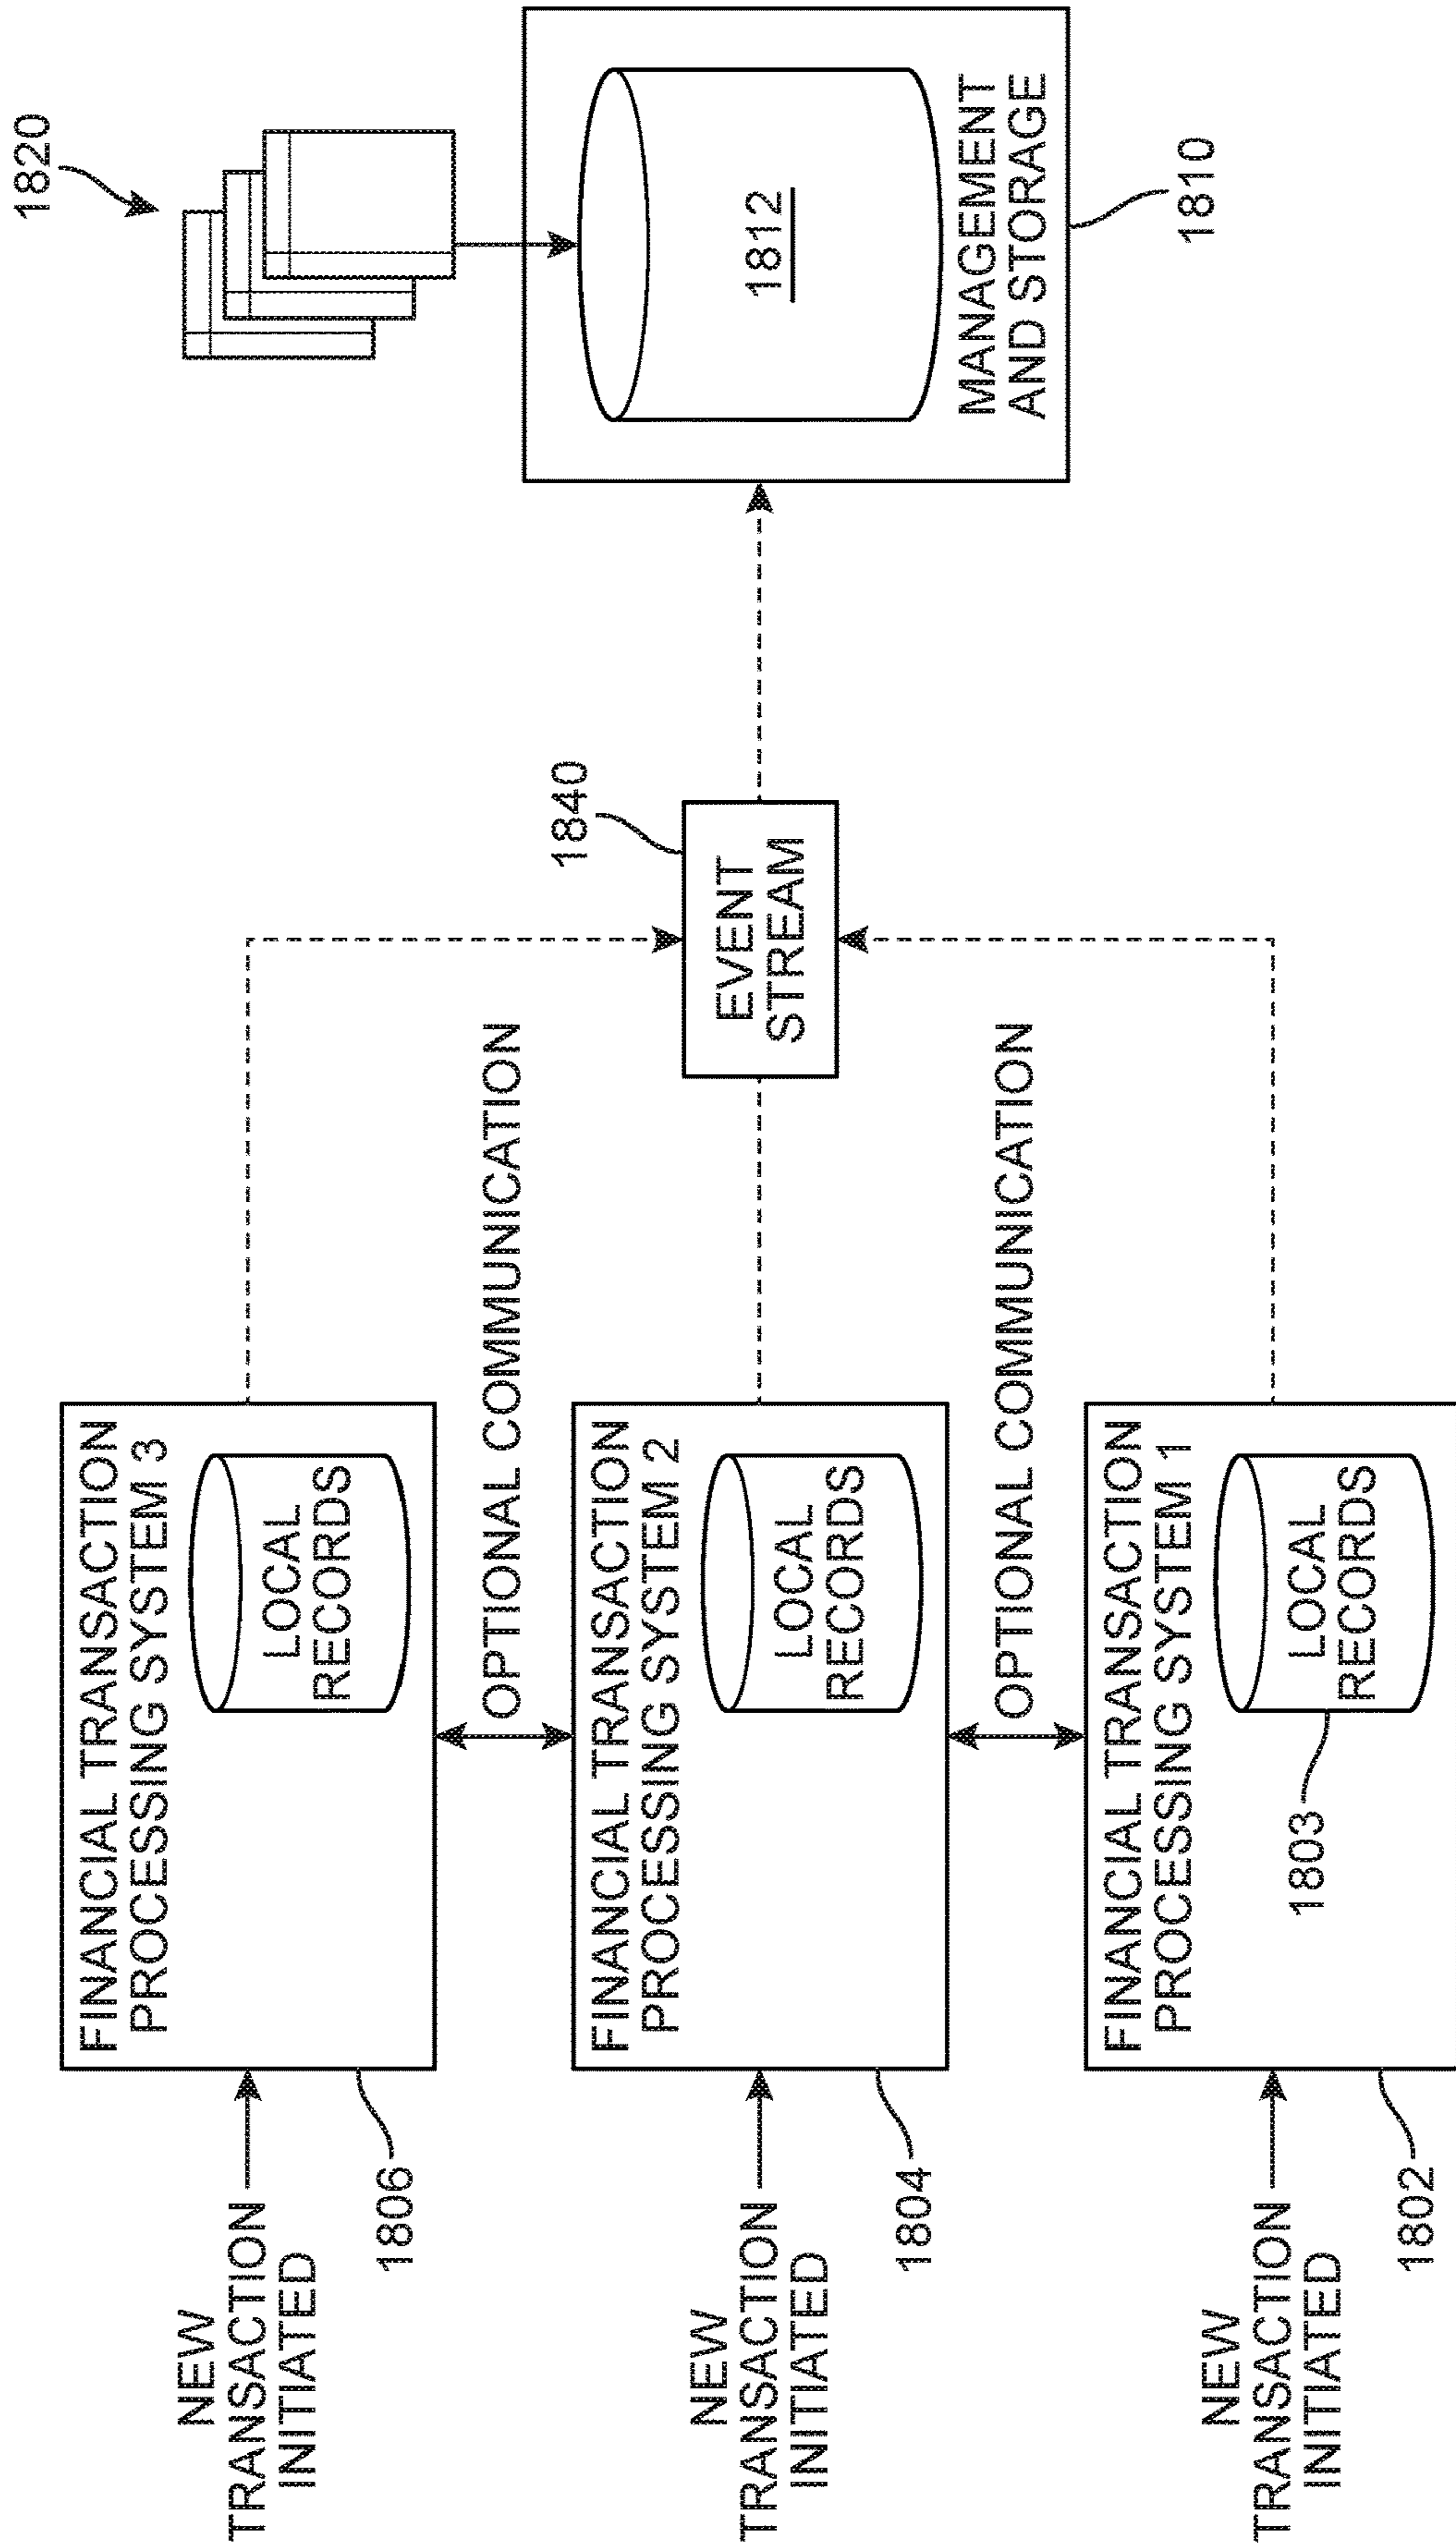 NEW
TRANSACTION
INITIATED
1806
FINANCIAL TRANSACTION
PROCESSING SYSTEM 3
LOCAL
RECORDS
OPTIONAL COMMUNICATION
NEW
TRANSACTION
INITIATED
1804
FINANCIAL TRANSACTION
PROCESSING SYSTEM 2
LOCAL
RECORDS
OPTIONAL COMMUNICATION
NEW
TRANSACTION
INITIATED
1802
FINANCIAL TRANSACTION
PROCESSING SYSTEM 1
1803
LOCAL
RECORDS
1840
EVENT
STREAM
1820
1812
MANAGEMENT
AND STORAGE
1810